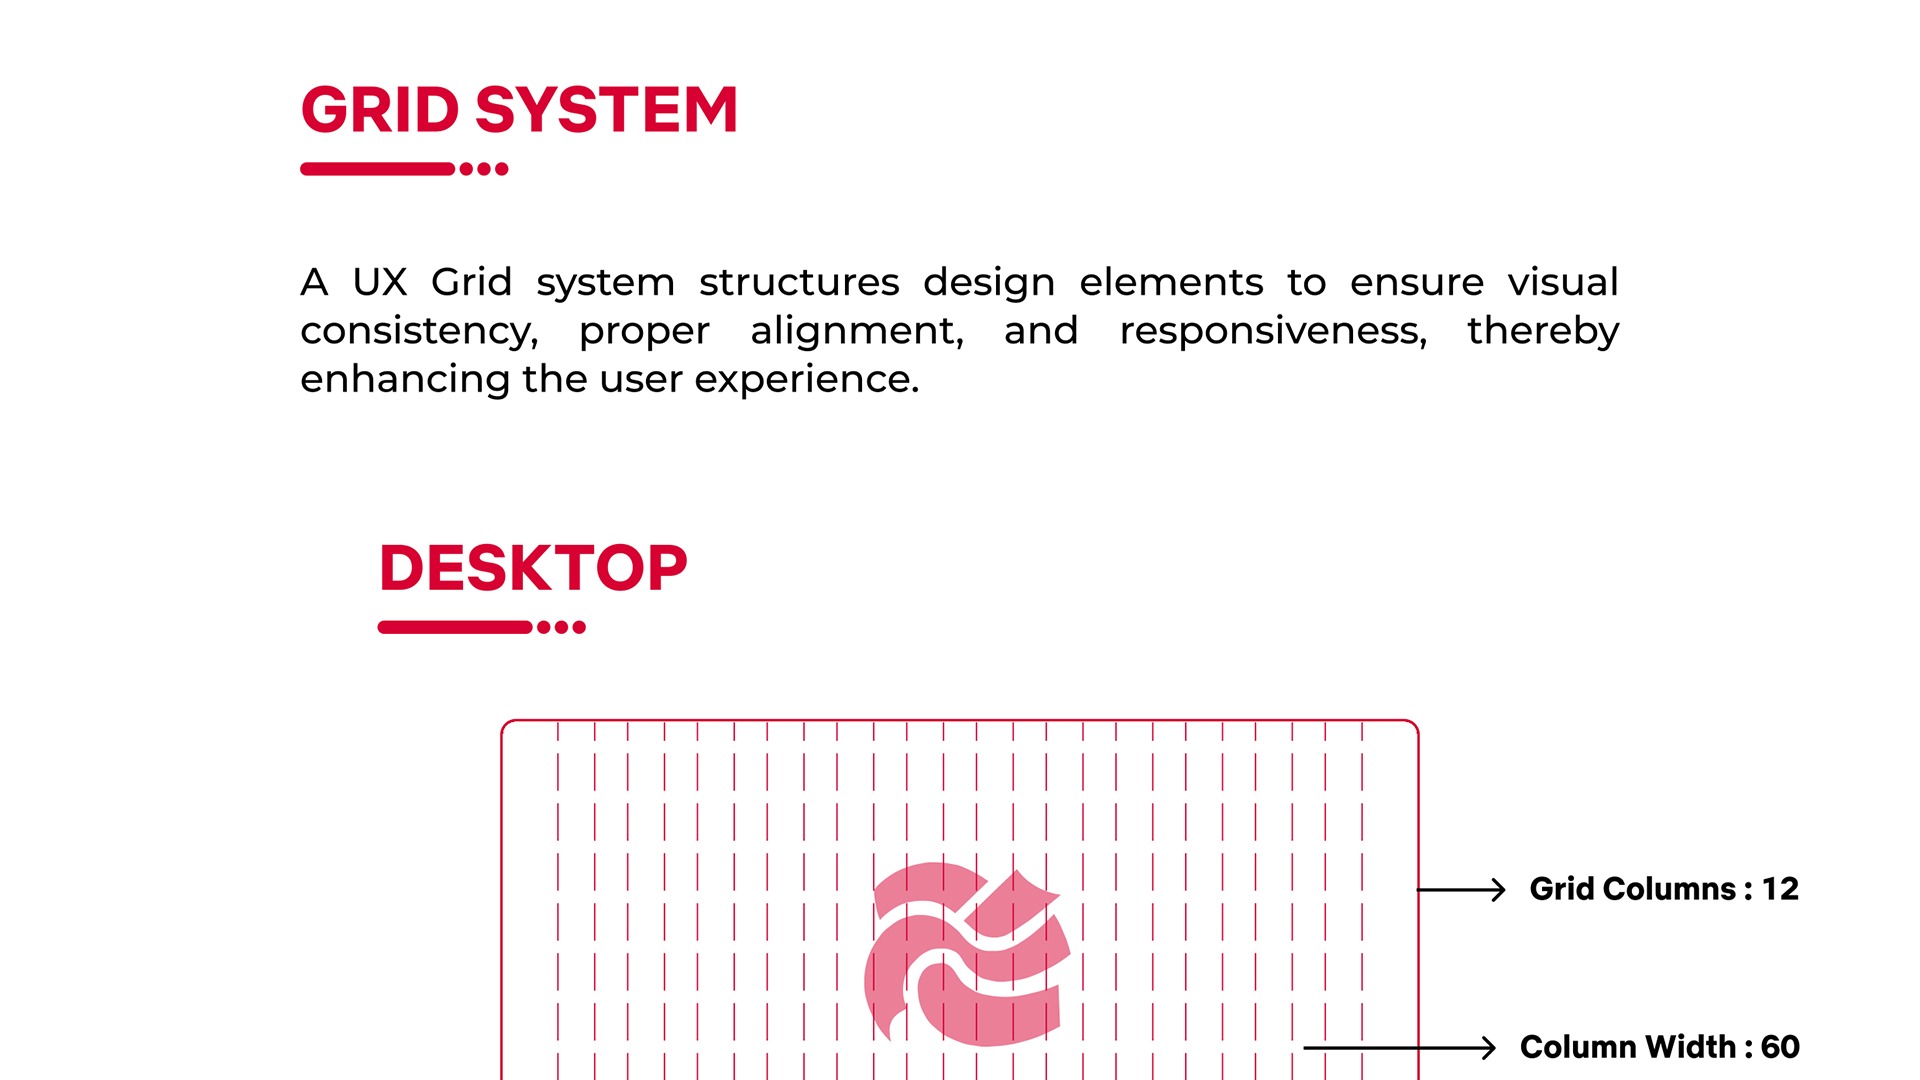 GRID SYSTEM
A UX Grid system structures design elements to ensure visual
consistency, proper alignment, and responsiveness, thereby
enhancing the user experience.
DESKTOP
Grid Columns : 12
Column Width : 60